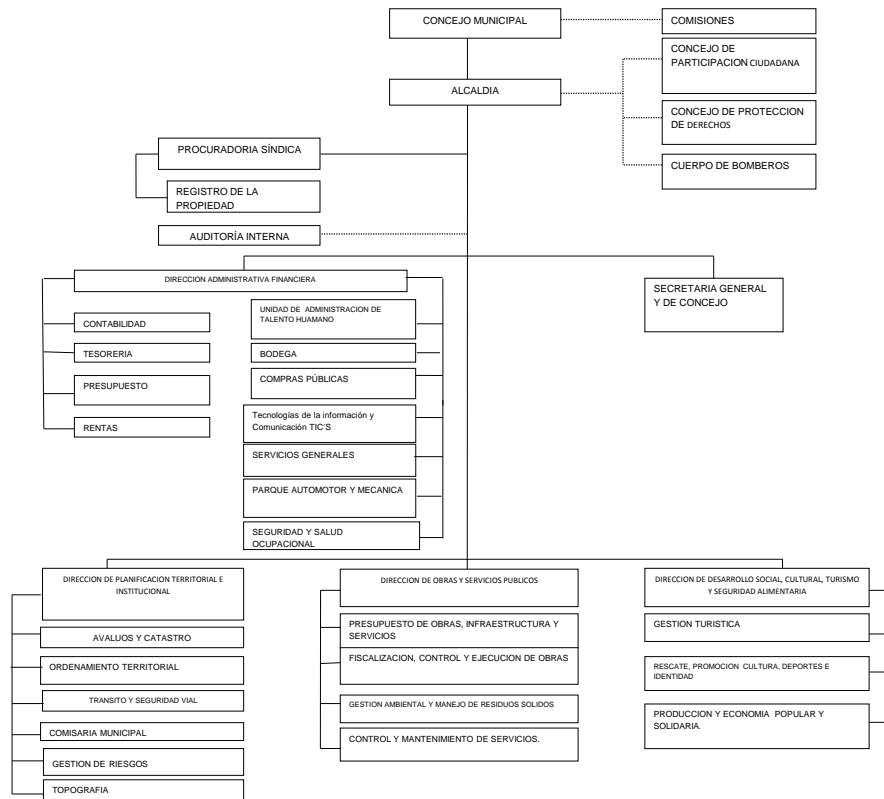 CONCEJO MUNICIPAL
COMISIONES
CONCEJO DE
PARTICIPACION CIUDADANA
ALCALDIA
CONCEJO DE PROTECCION
DE DERECHOS
CUERPO DE BOMBEROS
PROCURADORIA SÍNDICA
REGISTRO DE LA
PROPIEDAD
AUDITORÍA INTERNA
DIRECCION ADMINISTRATIVA FINANCIERA
SECRETARIA GENERAL
Y DE CONCEJO
CONTABILIDAD
TESORERIA
PRESUPUESTO
RENTAS
UNIDAD DE ADMINISTRACION DE
TALENTO HUAMANO
BODEGA
COMPRAS PÚBLICAS
Tecnologías de la información y
Comunicación TIC´S
SERVICIOS GENERALES
PARQUE AUTOMOTOR Y MECANICA
SEGURIDAD Y SALUD
OCUPACIONAL
DIRECCION DE PLANIFICACION TERRITORIAL E
INSTITUCIONAL
AVALUOS Y CATASTRO
ORDENAMIENTO TERRITORIAL
TRANSITO Y SEGURIDAD VIAL
COMISARIA MUNICIPAL
GESTION DE RIESGOS
TOPOGRAFIA
DIRECCION DE OBRAS Y SERVICIOS PUBLICOS
PRESUPUESTO DE OBRAS, INFRAESTRUCTURA Y
SERVICIOS
FISCALIZACION, CONTROL Y EJECUCION DE OBRAS
GESTION AMBIENTAL Y MANEJO DE RESIDUOS SOLIDOS
CONTROL Y MANTENIMIENTO DE SERVICIOS.
DIRECCION DE DESARROLLO SOCIAL, CULTURAL, TURISMO
Y SEGURIDAD ALIMENTARIA
GESTION TURISTICA
RESCATE, PROMOCION CULTURA, DEPORTES E
IDENTIDAD
PRODUCCION Y ECONOMIA POPULAR Y
SOLIDARIA.